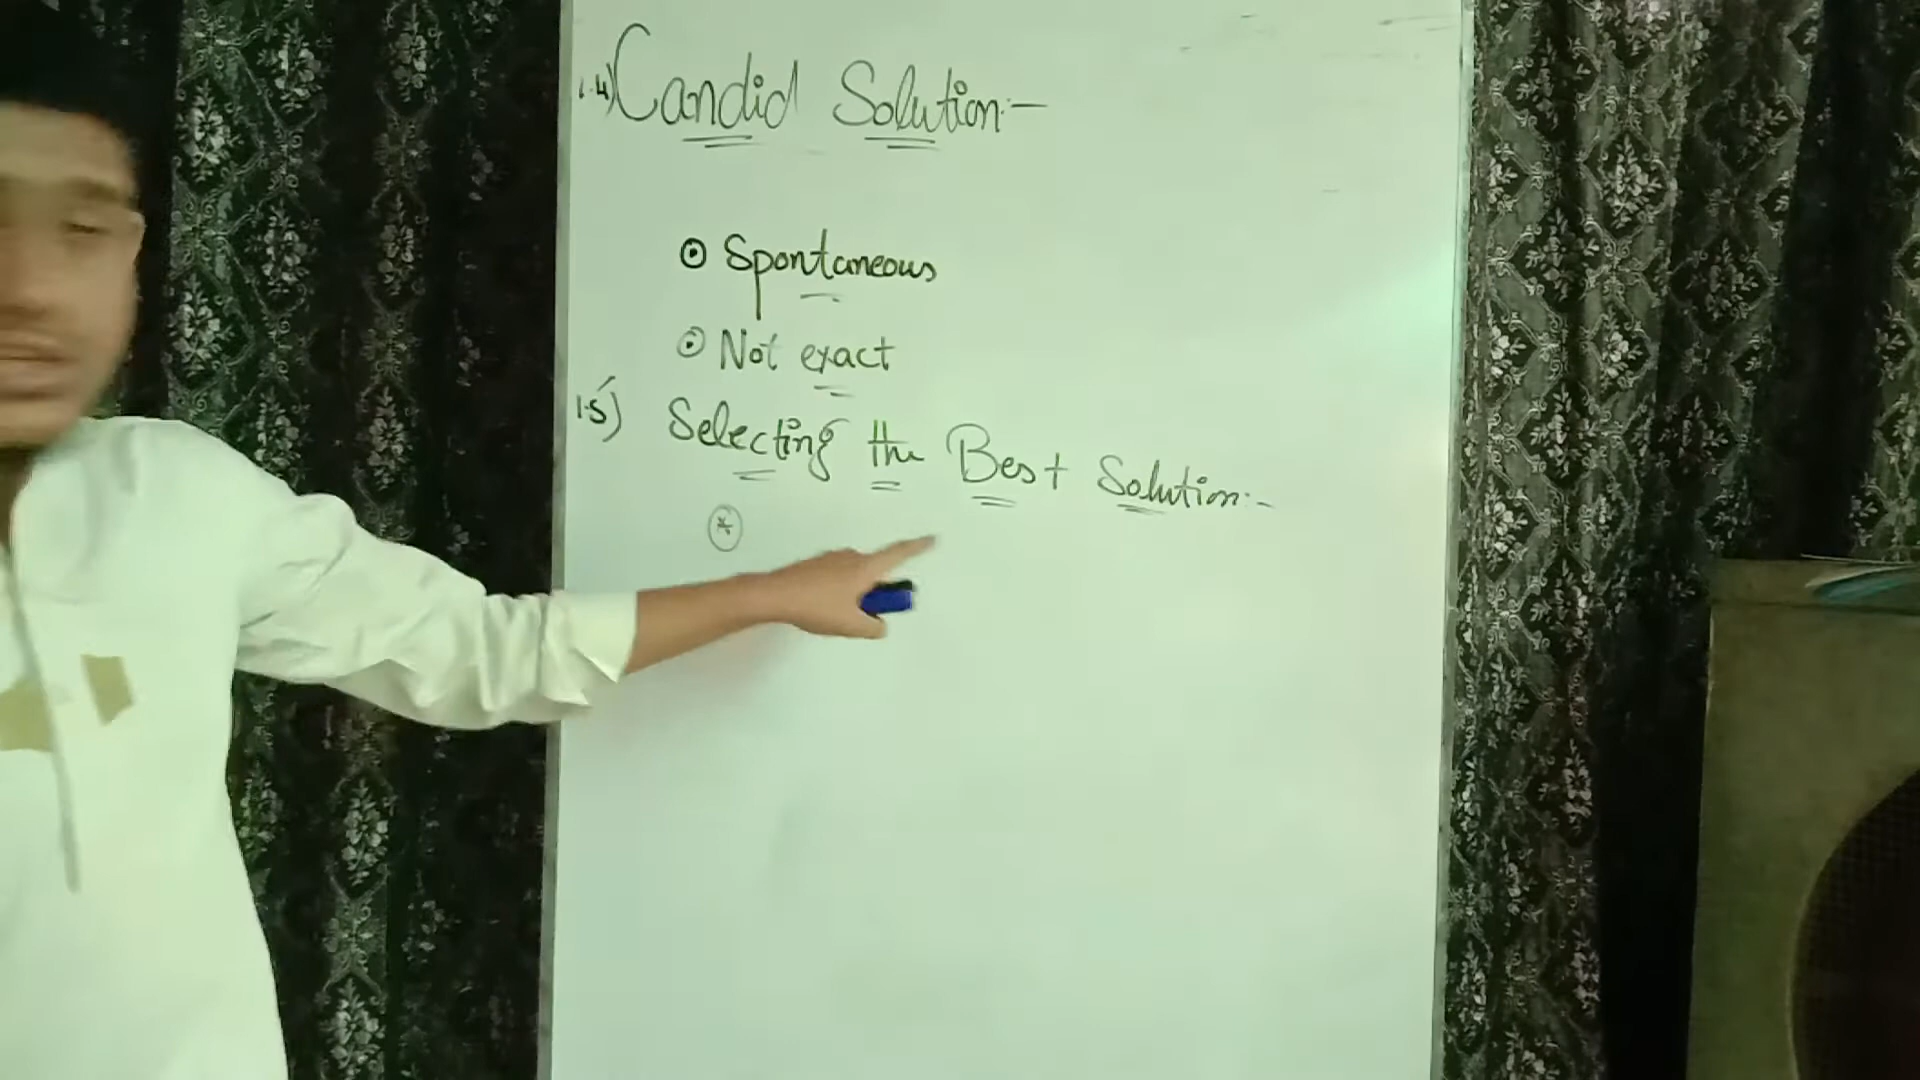 1.4) Candid Solution:-
Spontaneous
Not exact
1.5) Selecting the Best Solution:-